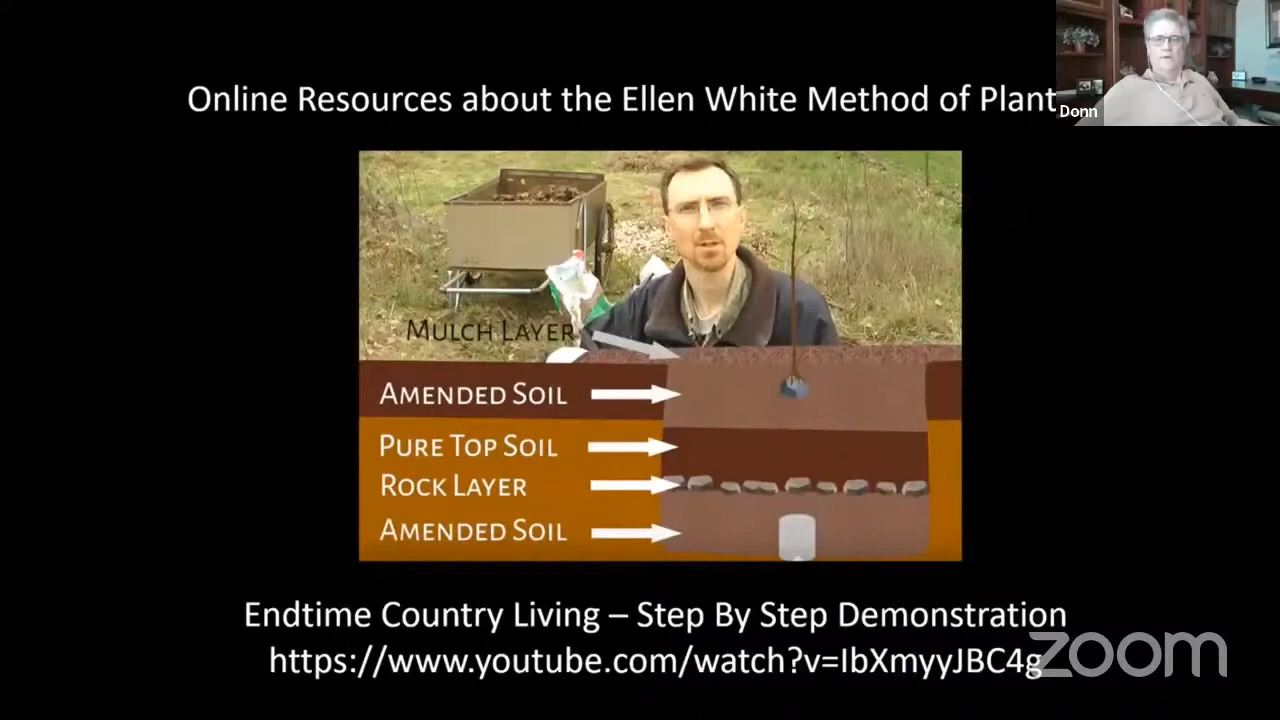 Online Resources about the Ellen White Method of Plant
Donn
MULCH LAYER
AMENDED SOIL
PURE TOP SOIL
ROCK LAYER
AMENDED SOIL
Endtime Country Living – Step By Step Demonstration
https://www.youtube.com/watch?v=IbXmyyJBC4g
zoom